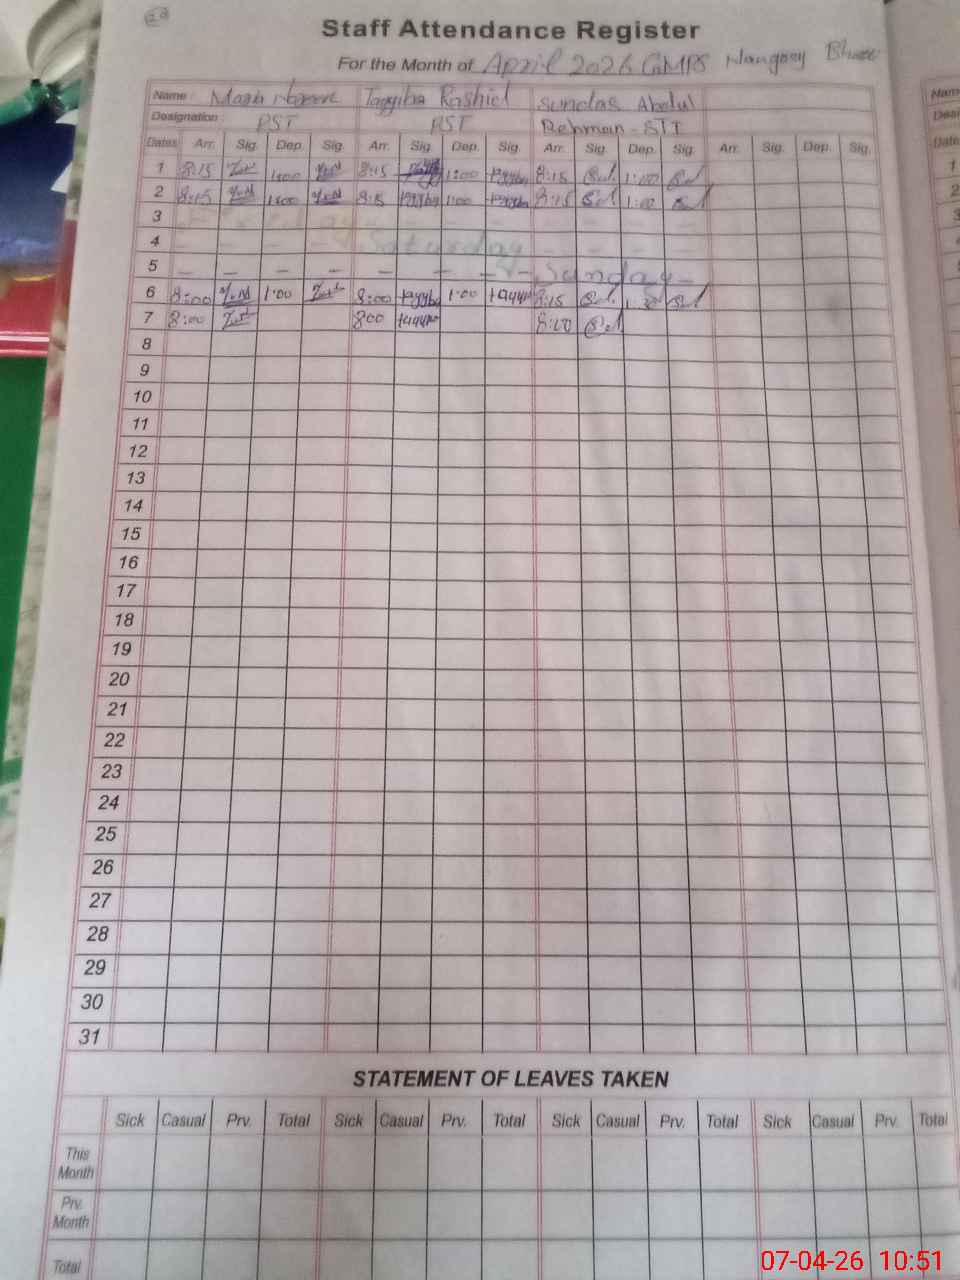 Staff Attendance Register
For the Month of April 2026 GMPS
Name : Tayyiba Rashid Sundas Abdul
Designation : PST PST Rehman - STI
Dates Arr. Sig. Dep. Sig. Arr. Sig. Dep. Sig. Arr. Sig. Dep. Sig. Arr. Sig. Dep. Sig.
1 8:15 1:00 8:15 1:00 8:15 1:00
2 8:15 1:00 8:15 1:00 8:15 1:00
3
4 - - - - Saturday - - - -
5 - - - - - - - - Sunday -
6 8:00 1:00 8:00 1:00 8:15
7 8:00 800 8:00
8
9
10
11
12
13
14
15
16
17
18
19
20
21
22
23
24
25
26
27
28
29
30
31
STATEMENT OF LEAVES TAKEN
Sick Casual Prv. Total Sick Casual Prv. Total Sick Casual Prv. Total Sick Casual Prv. Total
This
Month
Prv.
Month
Total
07-04-26 10:51